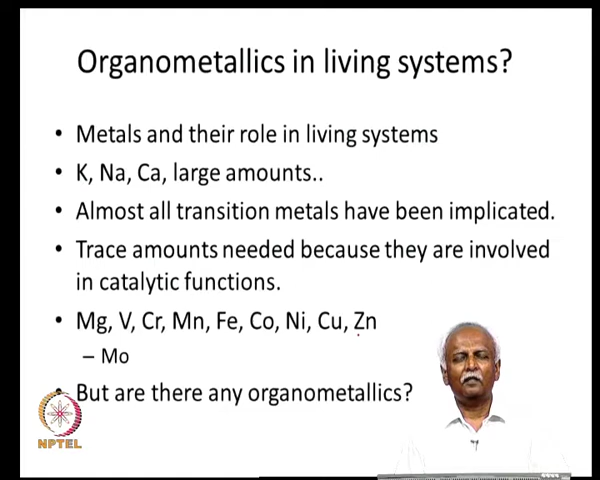 Organometallics in living systems?
• Metals and their role in living systems
• K, Na, Ca, large amounts..
• Almost all transition metals have been implicated.
• Trace amounts needed because they are involved
in catalytic functions.
• Mg, V, Cr, Mn, Fe, Co, Ni, Cu, Zn
– Mo
• But are there any organometallics?
NPTEL